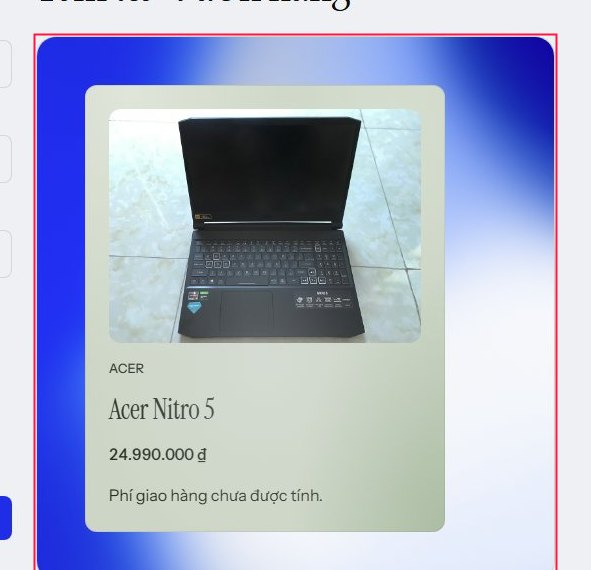 ACER
Acer Nitro 5
24.990.000 ₫
Phí giao hàng chưa được tính.